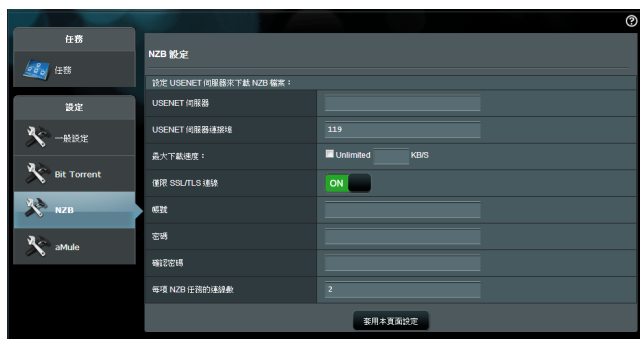 任務
任務
設定
一般設定
Bit Torrent
NZB
aMule
NZB 設定
設定 USENET 伺服器來下載 NZB 檔案：
USENET 伺服器
USENET 伺服器連接埠 119
最大下載速度： Unlimited KB/S
僅限 SSL/TLS 連線 ON
帳號
密碼
確認密碼
每項 NZB 任務的連線數 2
套用本頁面設定